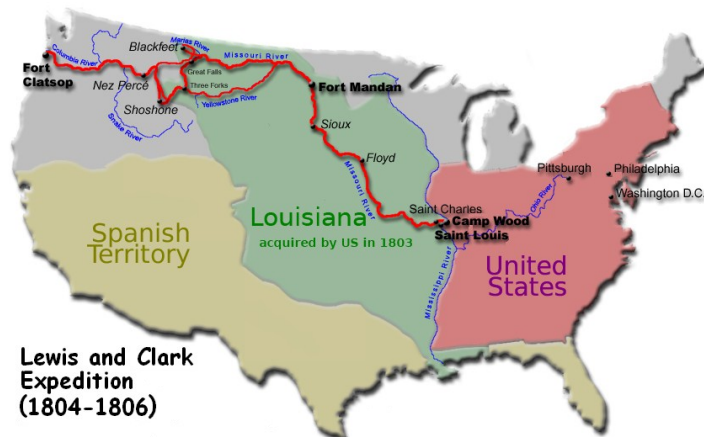 Blackfeet
Marias River
Missouri River
Columbia River
Great Falls
Fort
Clatsop
Nez Percé
Three Forks
Fort Mandan
Shoshone
Yellowstone River
Snake River
Sioux
Floyd
Missouri River
Pittsburgh
Philadelphia
Ohio River
Washington D.C.
Saint Charles
Camp Wood
Saint Louis
Louisiana
acquired by US in 1803
Spanish
Territory
Mississippi River
United
States
Lewis and Clark
Expedition
(1804-1806)